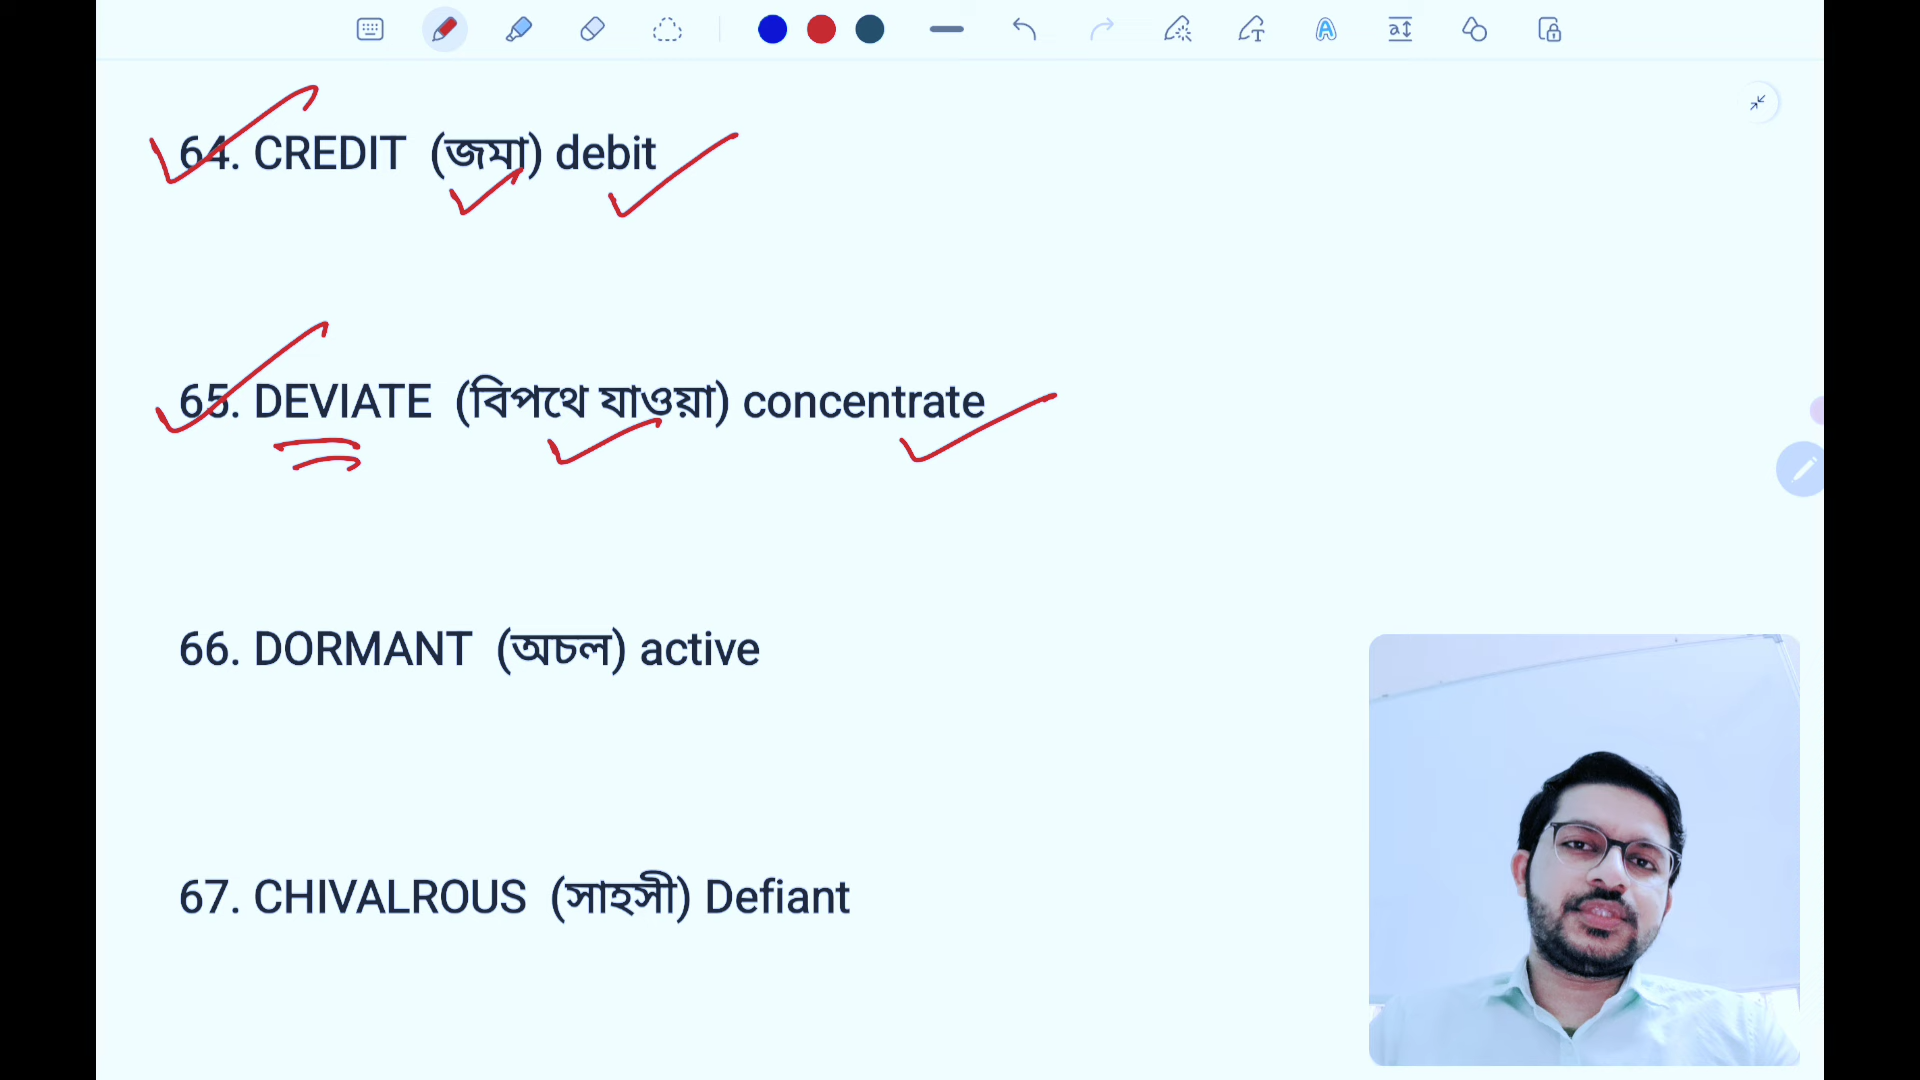 64. CREDIT (জমা) debit
65. DEVIATE (বিপথে যাওয়া) concentrate
66. DORMANT (অচল) active
67. CHIVALROUS (সাহসী) Defiant